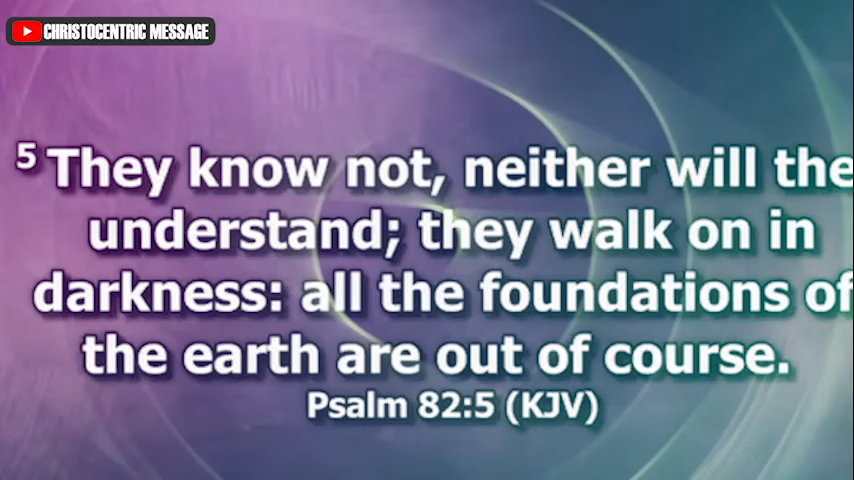 CHRISTOCENTRIC MESSAGE
5 They know not, neither will the
understand; they walk on in
darkness: all the foundations of
the earth are out of course.
Psalm 82:5 (KJV)